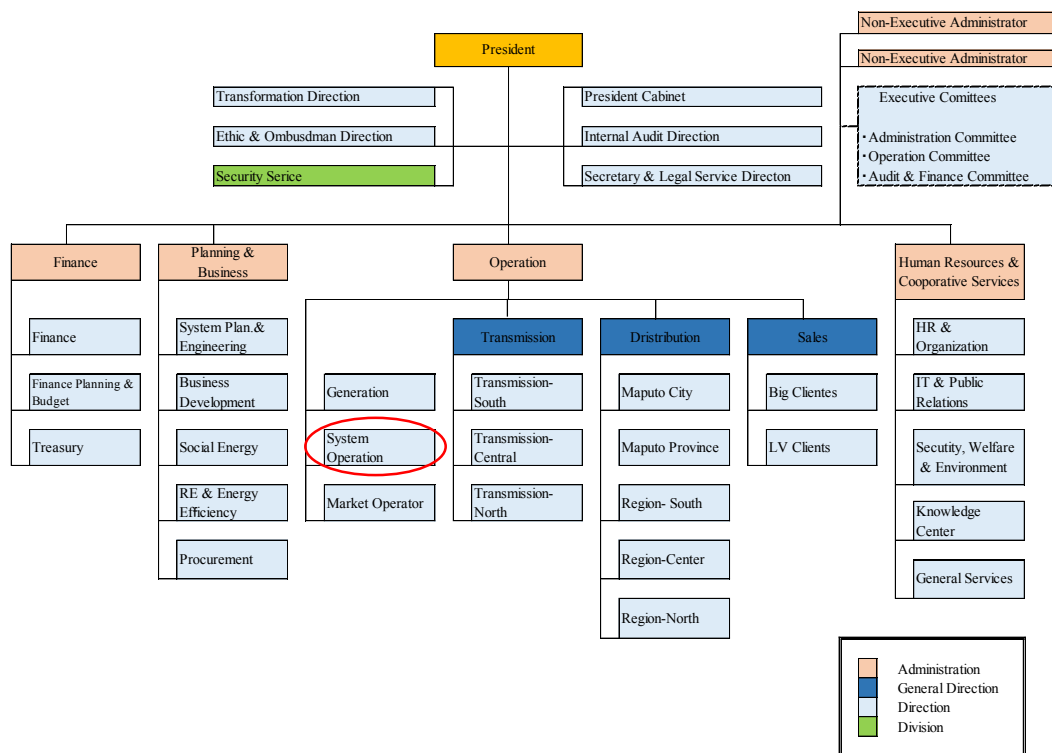 Non-Executive Administrator
President
Non-Executive Administrator
Transformation Direction
President Cabinet
Executive Comittees
Ethic & Ombusdman Direction
Internal Audit Direction
・Administration Committee
・Operation Committee
・Audit & Finance Committee
Security Serice
Secretary & Legal Service Directon
Finance
Planning &
Business
Operation
Human Resources &
Cooporative Services
Finance
Finance Planning &
Budget
Treasury
System Plan.&
Engineering
Business
Development
Social Energy
RE & Energy
Efficiency
Procurement
Generation
System
Operation
Market Operator
Transmission
Transmission-
South
Transmission-
Central
Transmission-
North
Dristribution
Maputo City
Maputo Province
Region- South
Region-Center
Region-North
Sales
Big Clientes
LV Clients
HR &
Organization
IT & Public
Relations
Secutity, Welfare
& Environment
Knowledge
Center
General Services
Administration
General Direction
Direction
Division